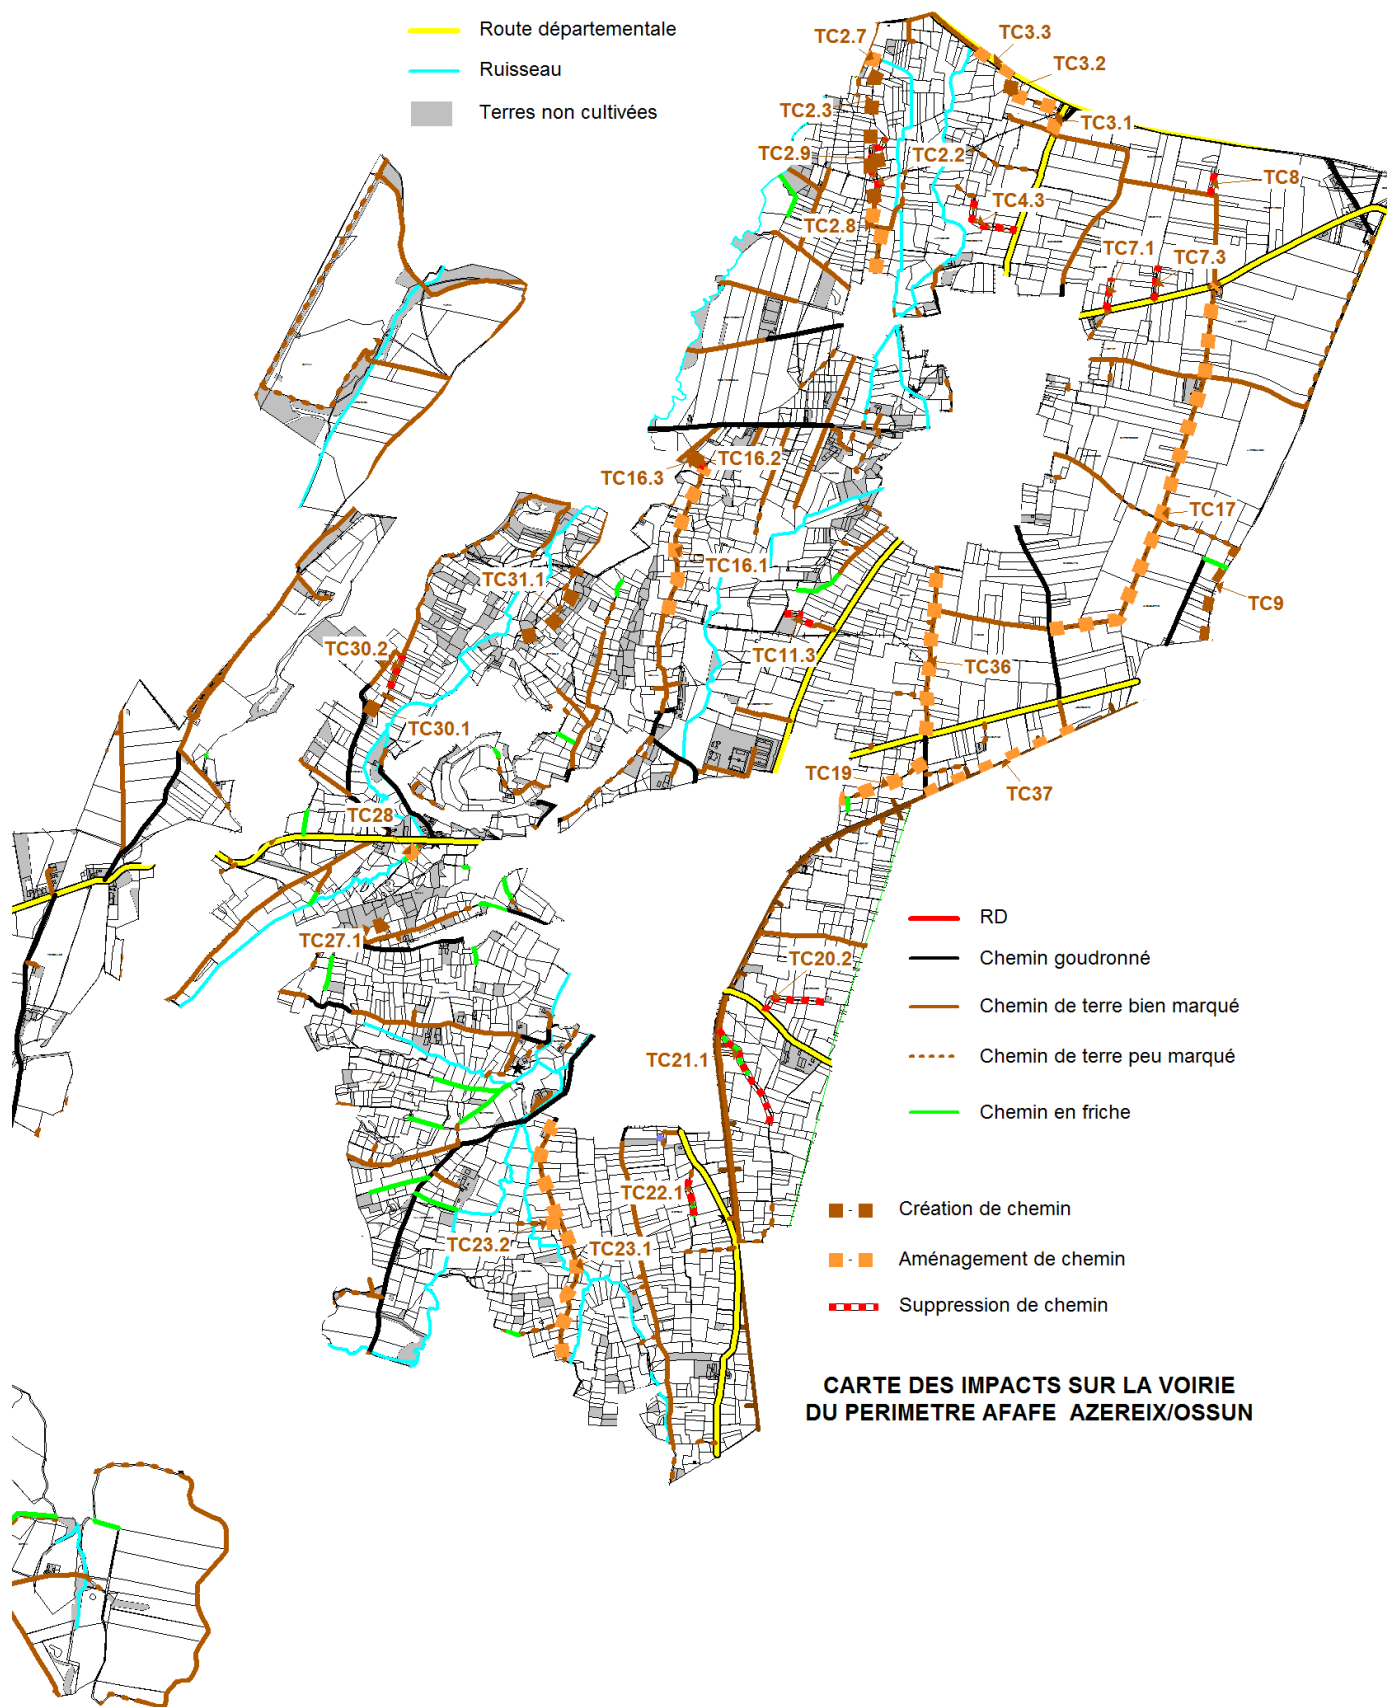 Route départementale
Ruisseau
Terres non cultivées
TC2.7
TC3.3
TC3.2
TC2.3
TC3.1
TC2.9
TC2.2
TC8
TC4.3
TC2.8
TC7.1
TC7.3
TC16.2
TC16.3
TC17
TC16.1
TC31.1
TC9
TC30.2
TC11.3
TC36
TC30.1
TC19
TC37
TC28
RD
TC27.1
Chemin goudronné
TC20.2
Chemin de terre bien marqué
TC21.1
Chemin de terre peu marqué
Chemin en friche
TC22.1
Création de chemin
TC23.2
TC23.1
Aménagement de chemin
Suppression de chemin
CARTE DES IMPACTS SUR LA VOIRIE
DU PERIMETRE AFAFE AZEREIX/OSSUN